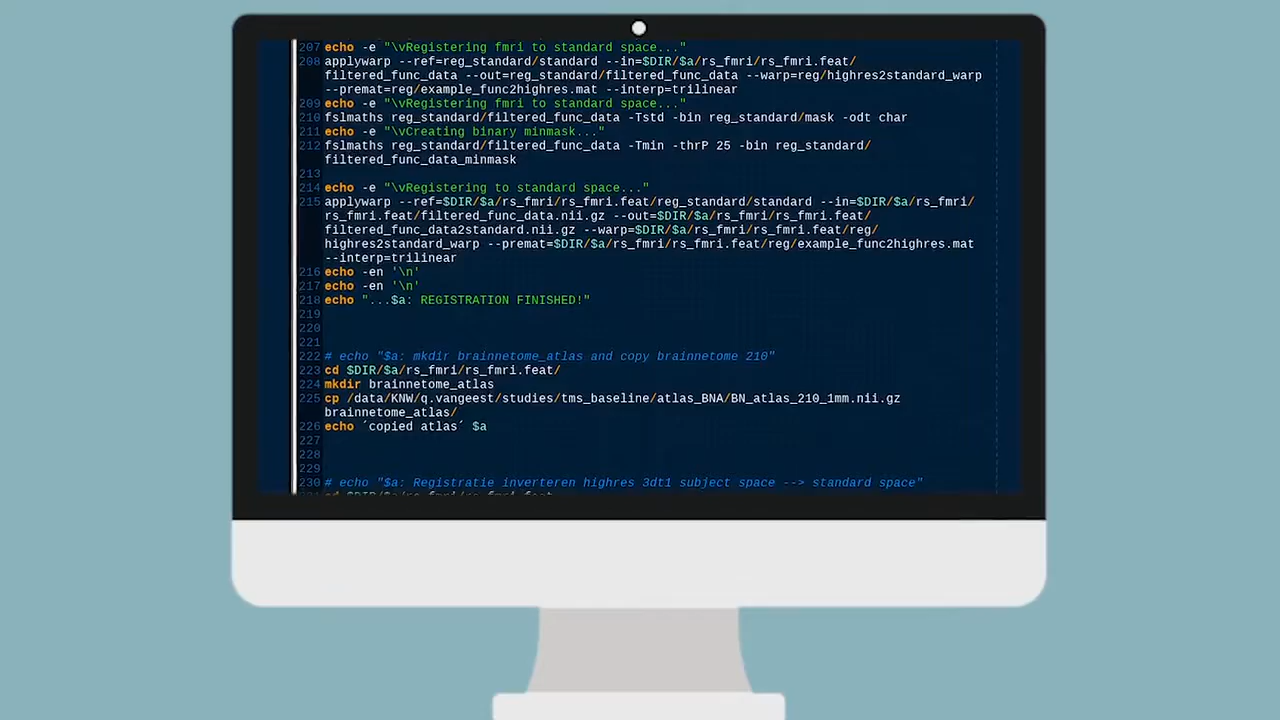 207 echo -e "\vRegistering fmri to standard space..."
208 applywarp --ref=reg_standard/standard --in=$DIR/$a/rs_fmri/rs_fmri.feat/
filtered_func_data --out=reg_standard/filtered_func_data --warp=reg/highres2standard_warp
--premat=reg/example_func2highres.mat --interp=trilinear
209 echo -e "\vRegistering fmri to standard space..."
210 fslmaths reg_standard/filtered_func_data -Tstd -bin reg_standard/mask -odt char
211 echo -e "\vCreating binary minmask..."
212 fslmaths reg_standard/filtered_func_data -Tmin -thrP 25 -bin reg_standard/
filtered_func_data_minmask
213
214 echo -e "\vRegistering to standard space..."
215 applywarp --ref=$DIR/$a/rs_fmri/rs_fmri.feat/reg_standard/standard --in=$DIR/$a/rs_fmri/
rs_fmri.feat/filtered_func_data.nii.gz --out=$DIR/$a/rs_fmri/rs_fmri.feat/
filtered_func_data2standard.nii.gz --warp=$DIR/$a/rs_fmri/rs_fmri.feat/reg/
highres2standard_warp --premat=$DIR/$a/rs_fmri/rs_fmri.feat/reg/example_func2highres.mat
--interp=trilinear
216 echo -en '\n'
217 echo -en '\n'
218 echo "...$a: REGISTRATION FINISHED!"
219
220
221
222 # echo "$a: mkdir brainnetome_atlas and copy brainnetome 210"
223 cd $DIR/$a/rs_fmri/rs_fmri.feat/
224 mkdir brainnetome_atlas
225 cp /data/KNW/q.vangeest/studies/tms_baseline/atlas_BNA/BN_atlas_210_1mm.nii.gz
brainnetome_atlas/
226 echo ´copied atlas´ $a
227
228
229
230 # echo "$a: Registratie inverteren highres 3dt1 subject space --> standard space"